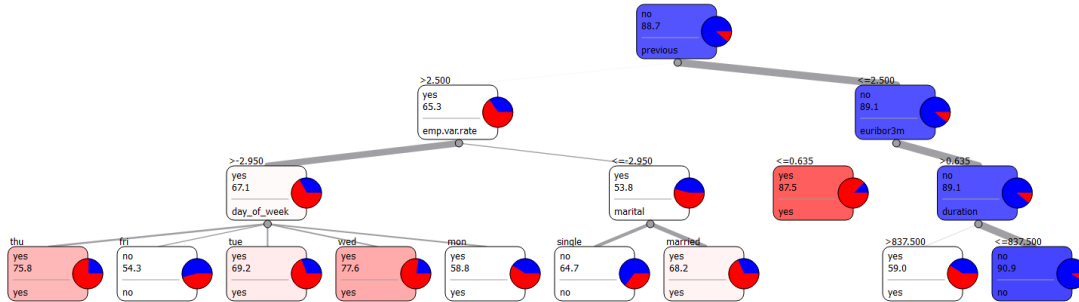 no
88.7
previous
>2.500
<=2.500
yes
65.3
emp.var.rate
no
89.1
euribor3m
>-2.950
<=-2.950
<=0.635
>0.635
yes
67.1
day_of_week
yes
53.8
marital
yes
87.5
yes
no
89.1
duration
thu
fri
tue
wed
mon
single
married
>837.500
<=837.500
yes
75.8
yes
no
54.3
no
yes
69.2
yes
yes
77.6
yes
yes
58.8
yes
no
64.7
no
yes
68.2
yes
yes
59.0
yes
no
90.9
no